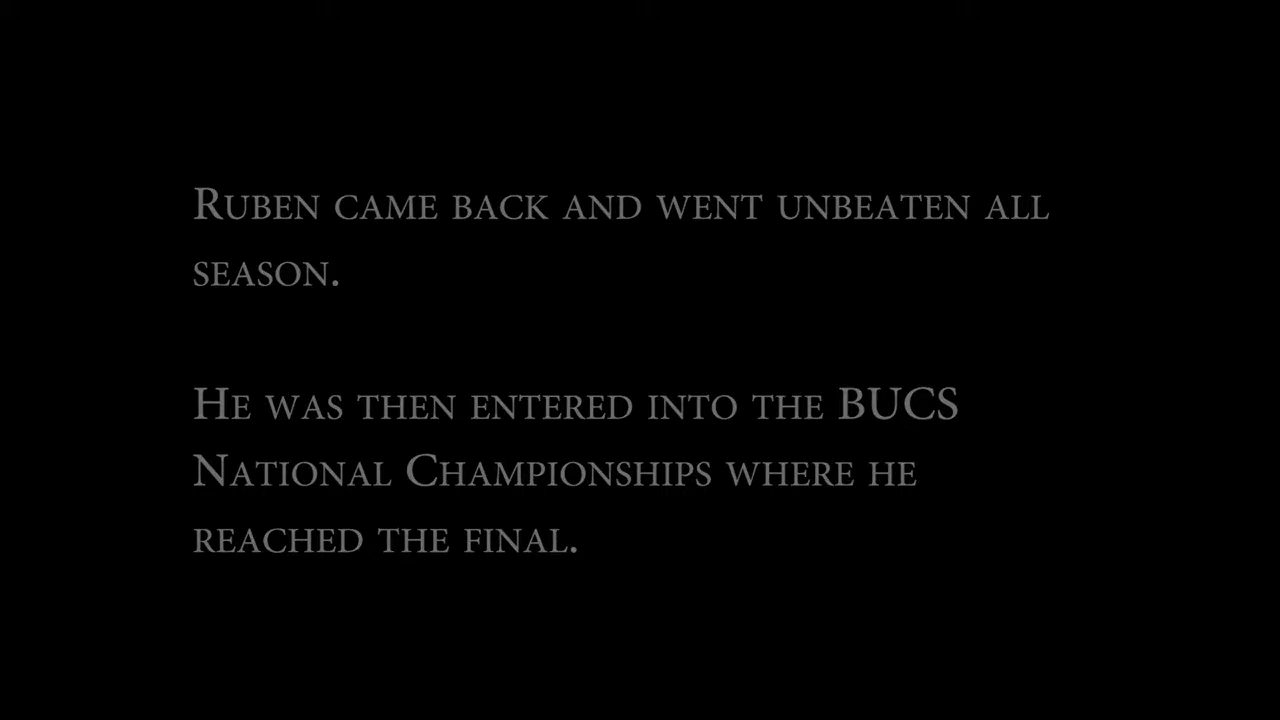 Ruben came back and went unbeaten all
season.
He was then entered into the BUCS
National Championships where he
reached the final.